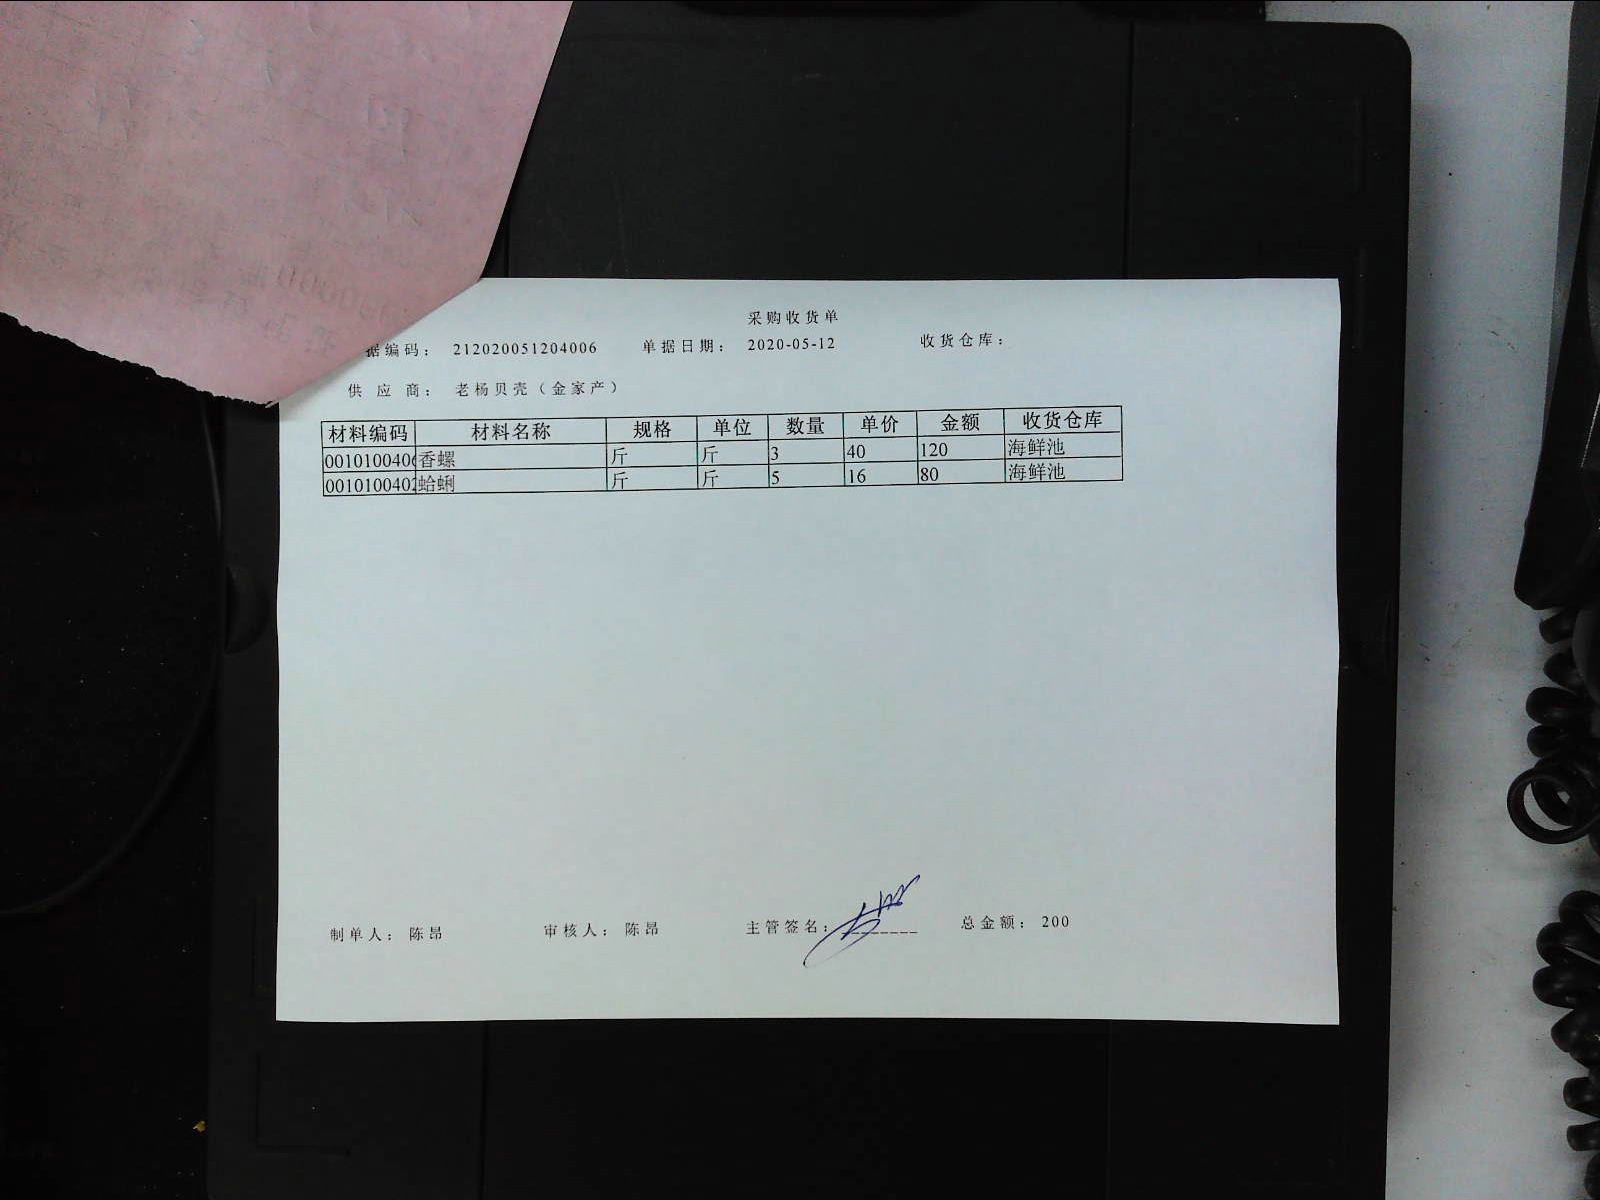 采购收货单
据编码： 212020051204006 单据日期： 2020-05-12 收货仓库：
供 应 商： 老杨贝壳（金家产）
材料编码 材料名称 规格 单位 数量 单价 金额 收货仓库
0010100406 香螺 斤 斤 3 40 120 海鲜池
0010100402 蛤蜊 斤 斤 5 16 80 海鲜池
制单人： 陈昂 审核人： 陈昂 主管签名： 总金额： 200